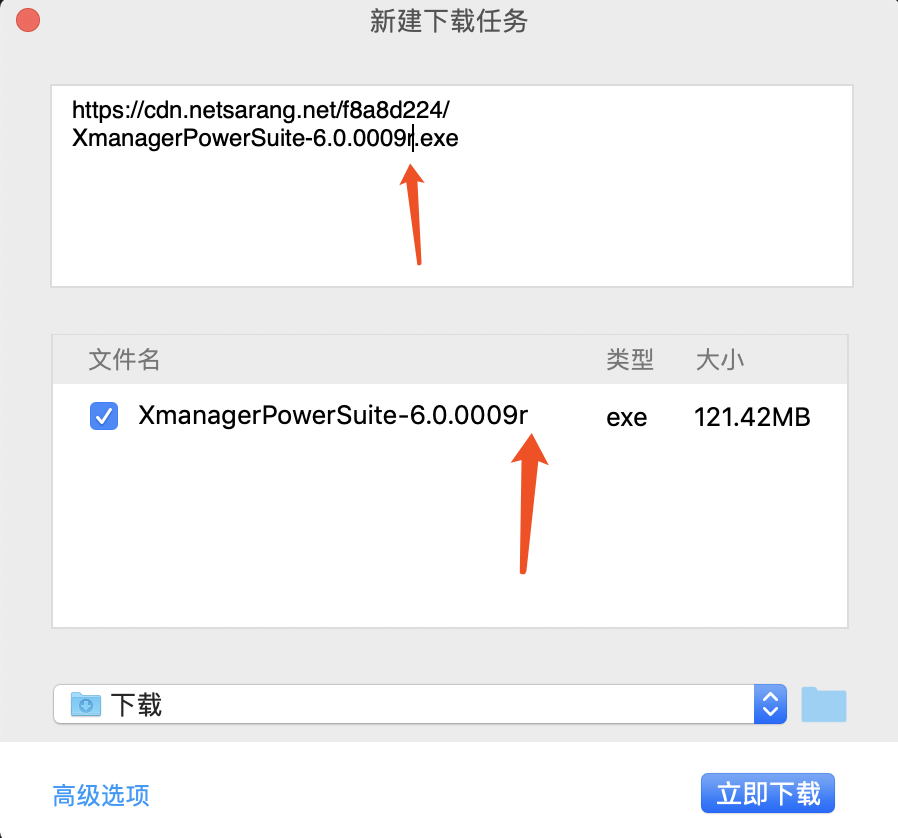 新建下载任务
https://cdn.netsarang.net/f8a8d224/
XmanagerPowerSuite-6.0.0009r.exe
文件名 类型 大小
XmanagerPowerSuite-6.0.0009r exe 121.42MB
下载
高级选项 立即下载